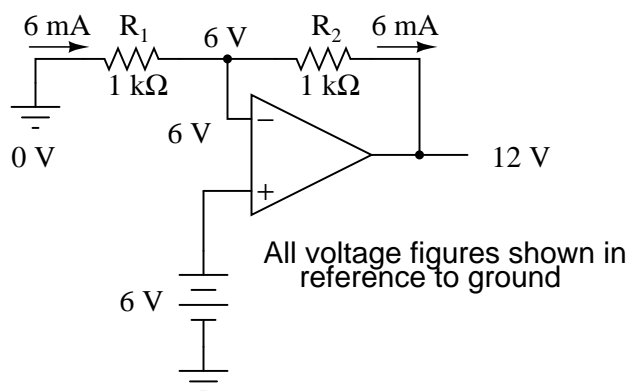 6 mA
R1
6 V
R2
6 mA
1 kΩ
1 kΩ
−
6 V
0 V
12 V
+
All voltage figures shown in
reference to ground
6 V